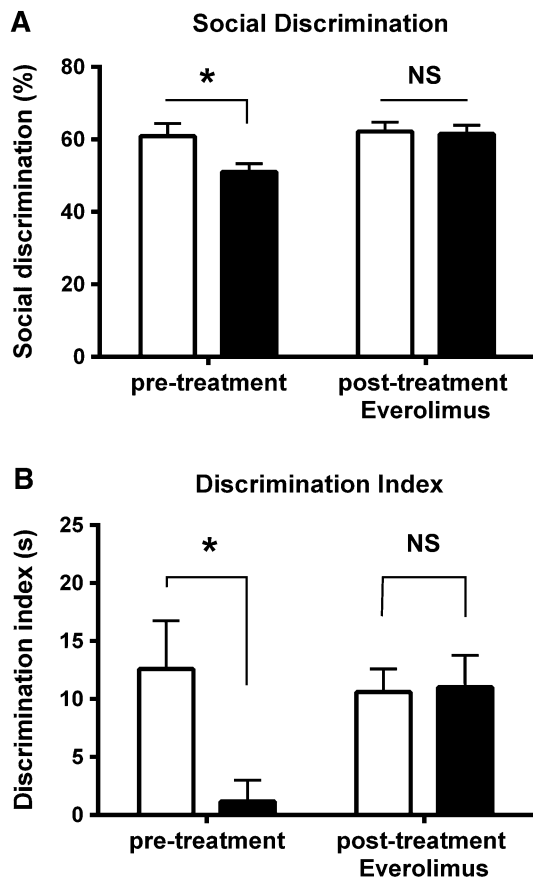 A
Social Discrimination
Social discrimination (%)
80
60
40
20
0
*
NS
pre-treatment
post-treatment
Everolimus
B
Discrimination Index
Discrimination index (s)
25
20
15
10
5
0
*
NS
pre-treatment
post-treatment
Everolimus